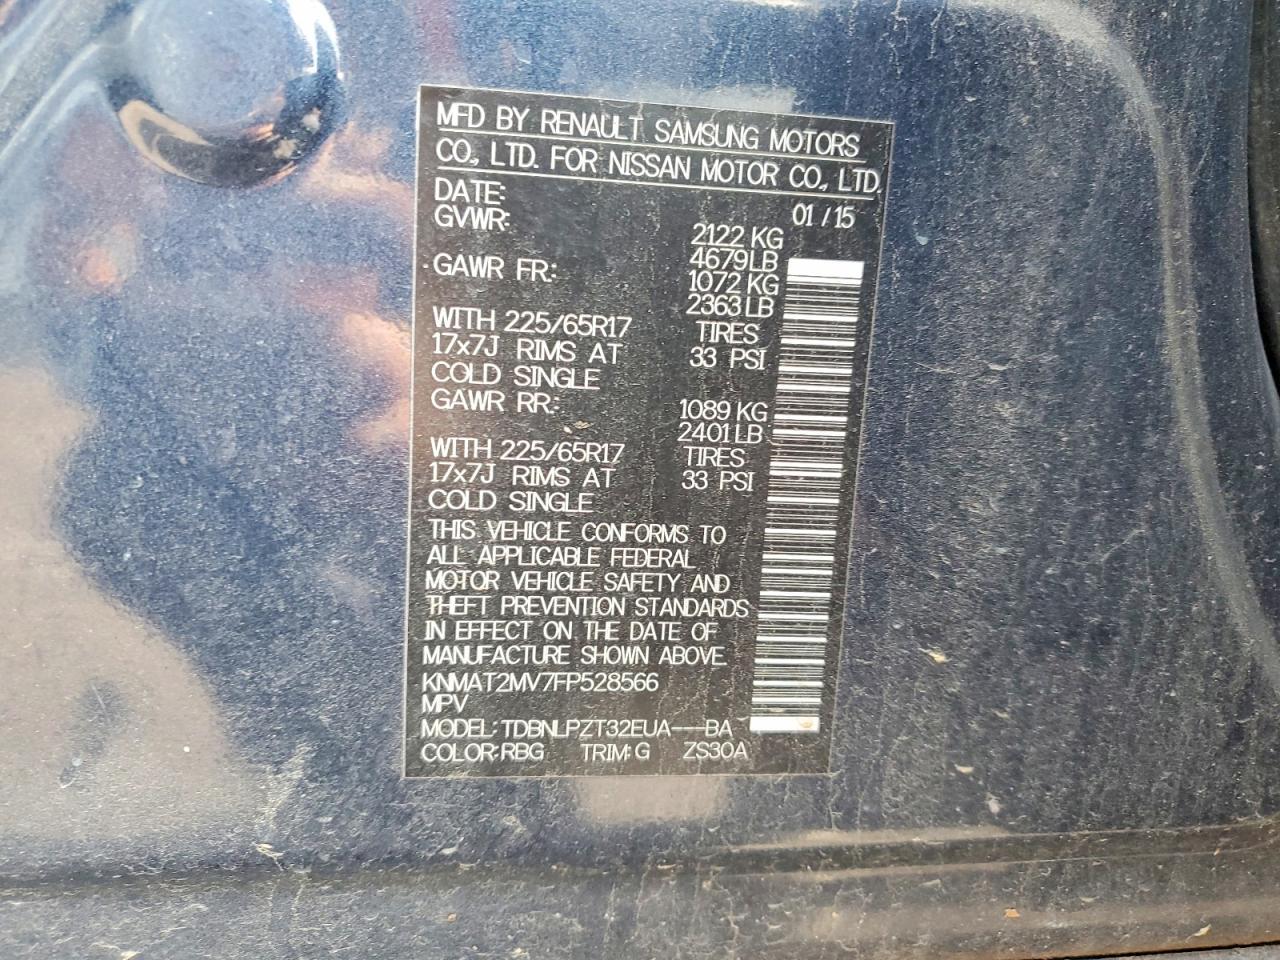 MFD BY RENAULT SAMSUNG MOTORS
CO., LTD. FOR NISSAN MOTOR CO., LTD.
DATE: 01 / 15
GVWR: 2122 KG
4679 LB
GAWR FR: 1072 KG
2363 LB
WITH 225/65R17 TIRES
17x7J RIMS AT 33 PSI
COLD SINGLE
GAWR RR: 1089 KG
2401 LB
WITH 225/65R17 TIRES
17x7J RIMS AT 33 PSI
COLD SINGLE
THIS VEHICLE CONFORMS TO
ALL APPLICABLE FEDERAL
MOTOR VEHICLE SAFETY AND
THEFT PREVENTION STANDARDS
IN EFFECT ON THE DATE OF
MANUFACTURE SHOWN ABOVE.
KNMAT2MV7FP528566
MPV
MODEL: TDBNLPZT32EUA---BA
COLOR: RBG TRIM: G ZS30A